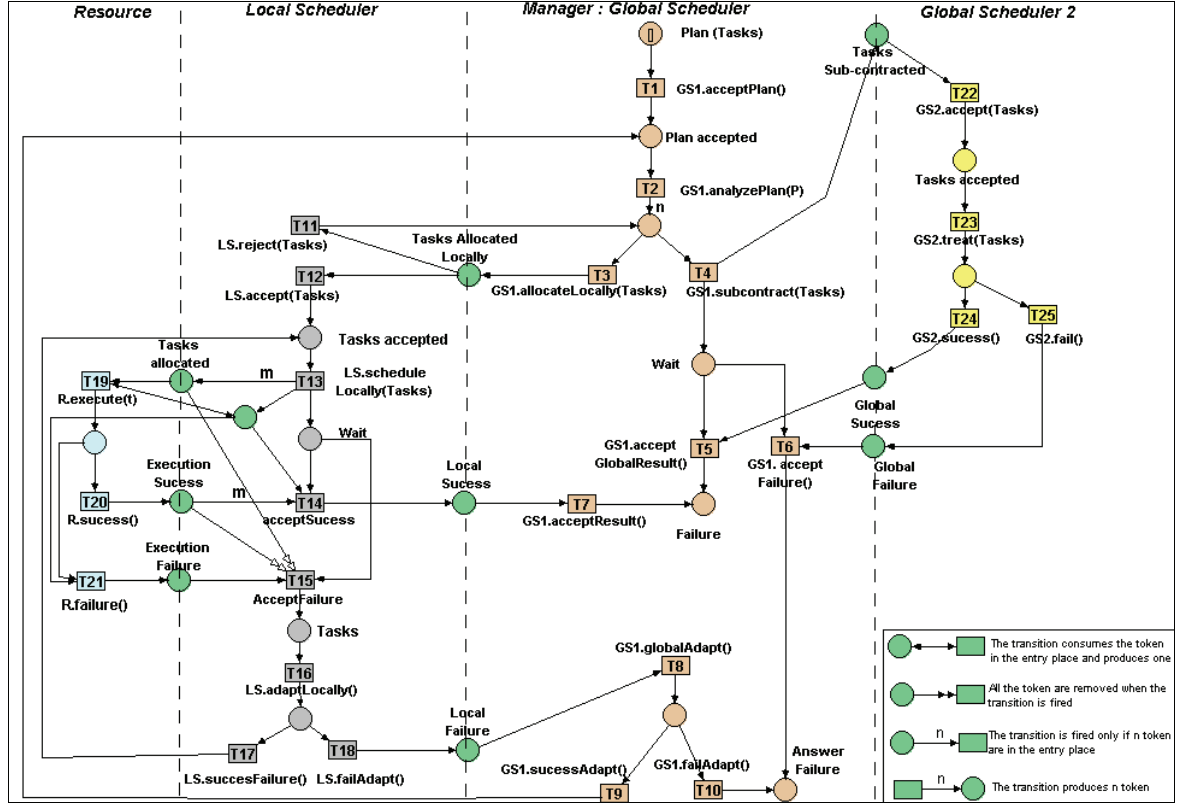 Resource
Local Scheduler
Manager : Global Scheduler
Global Scheduler 2
[]
Plan (Tasks)
Tasks
Sub-contracted
T1
GS1.acceptPlan()
T22
GS2.accept(Tasks)
Plan accepted
Tasks accepted
T2
GS1.analyzePlan(P)
n
T11
LS.reject(Tasks)
Tasks Allocated
Locally
T23
GS2.treat(Tasks)
T12
LS.accept(Tasks)
T3
GS1.allocateLocally(Tasks)
T4
GS1.subcontract(Tasks)
T24
GS2.sucess()
T25
GS2.fail()
Tasks accepted
Tasks
allocated
T19
R.execute(t)
m
T13
LS.schedule
Locally(Tasks)
Wait
Wait
Global
Sucess
GS1.accept
GlobalResult()
T5
T6
GS1. accept
Failure()
Global
Failure
Execution
Sucess
T20
R.sucess()
m
T14
acceptSucess
Local
Sucess
T7
GS1.acceptResult()
Failure
Execution
Failure
T21
R.failure()
T15
AcceptFailure
Tasks
T16
LS.adaptLocally()
GS1.globalAdapt()
T8
T17
LS.succesFailure()
T18
LS.failAdapt()
Local
Failure
GS1.sucessAdapt()
T9
GS1.failAdapt()
T10
Answer
Failure
The transition consumes the token
in the entry place and produces one
All the token are removed when the
transition is fired
n
The transition is fired only if n token
are in the entry place
n
The transition produces n token